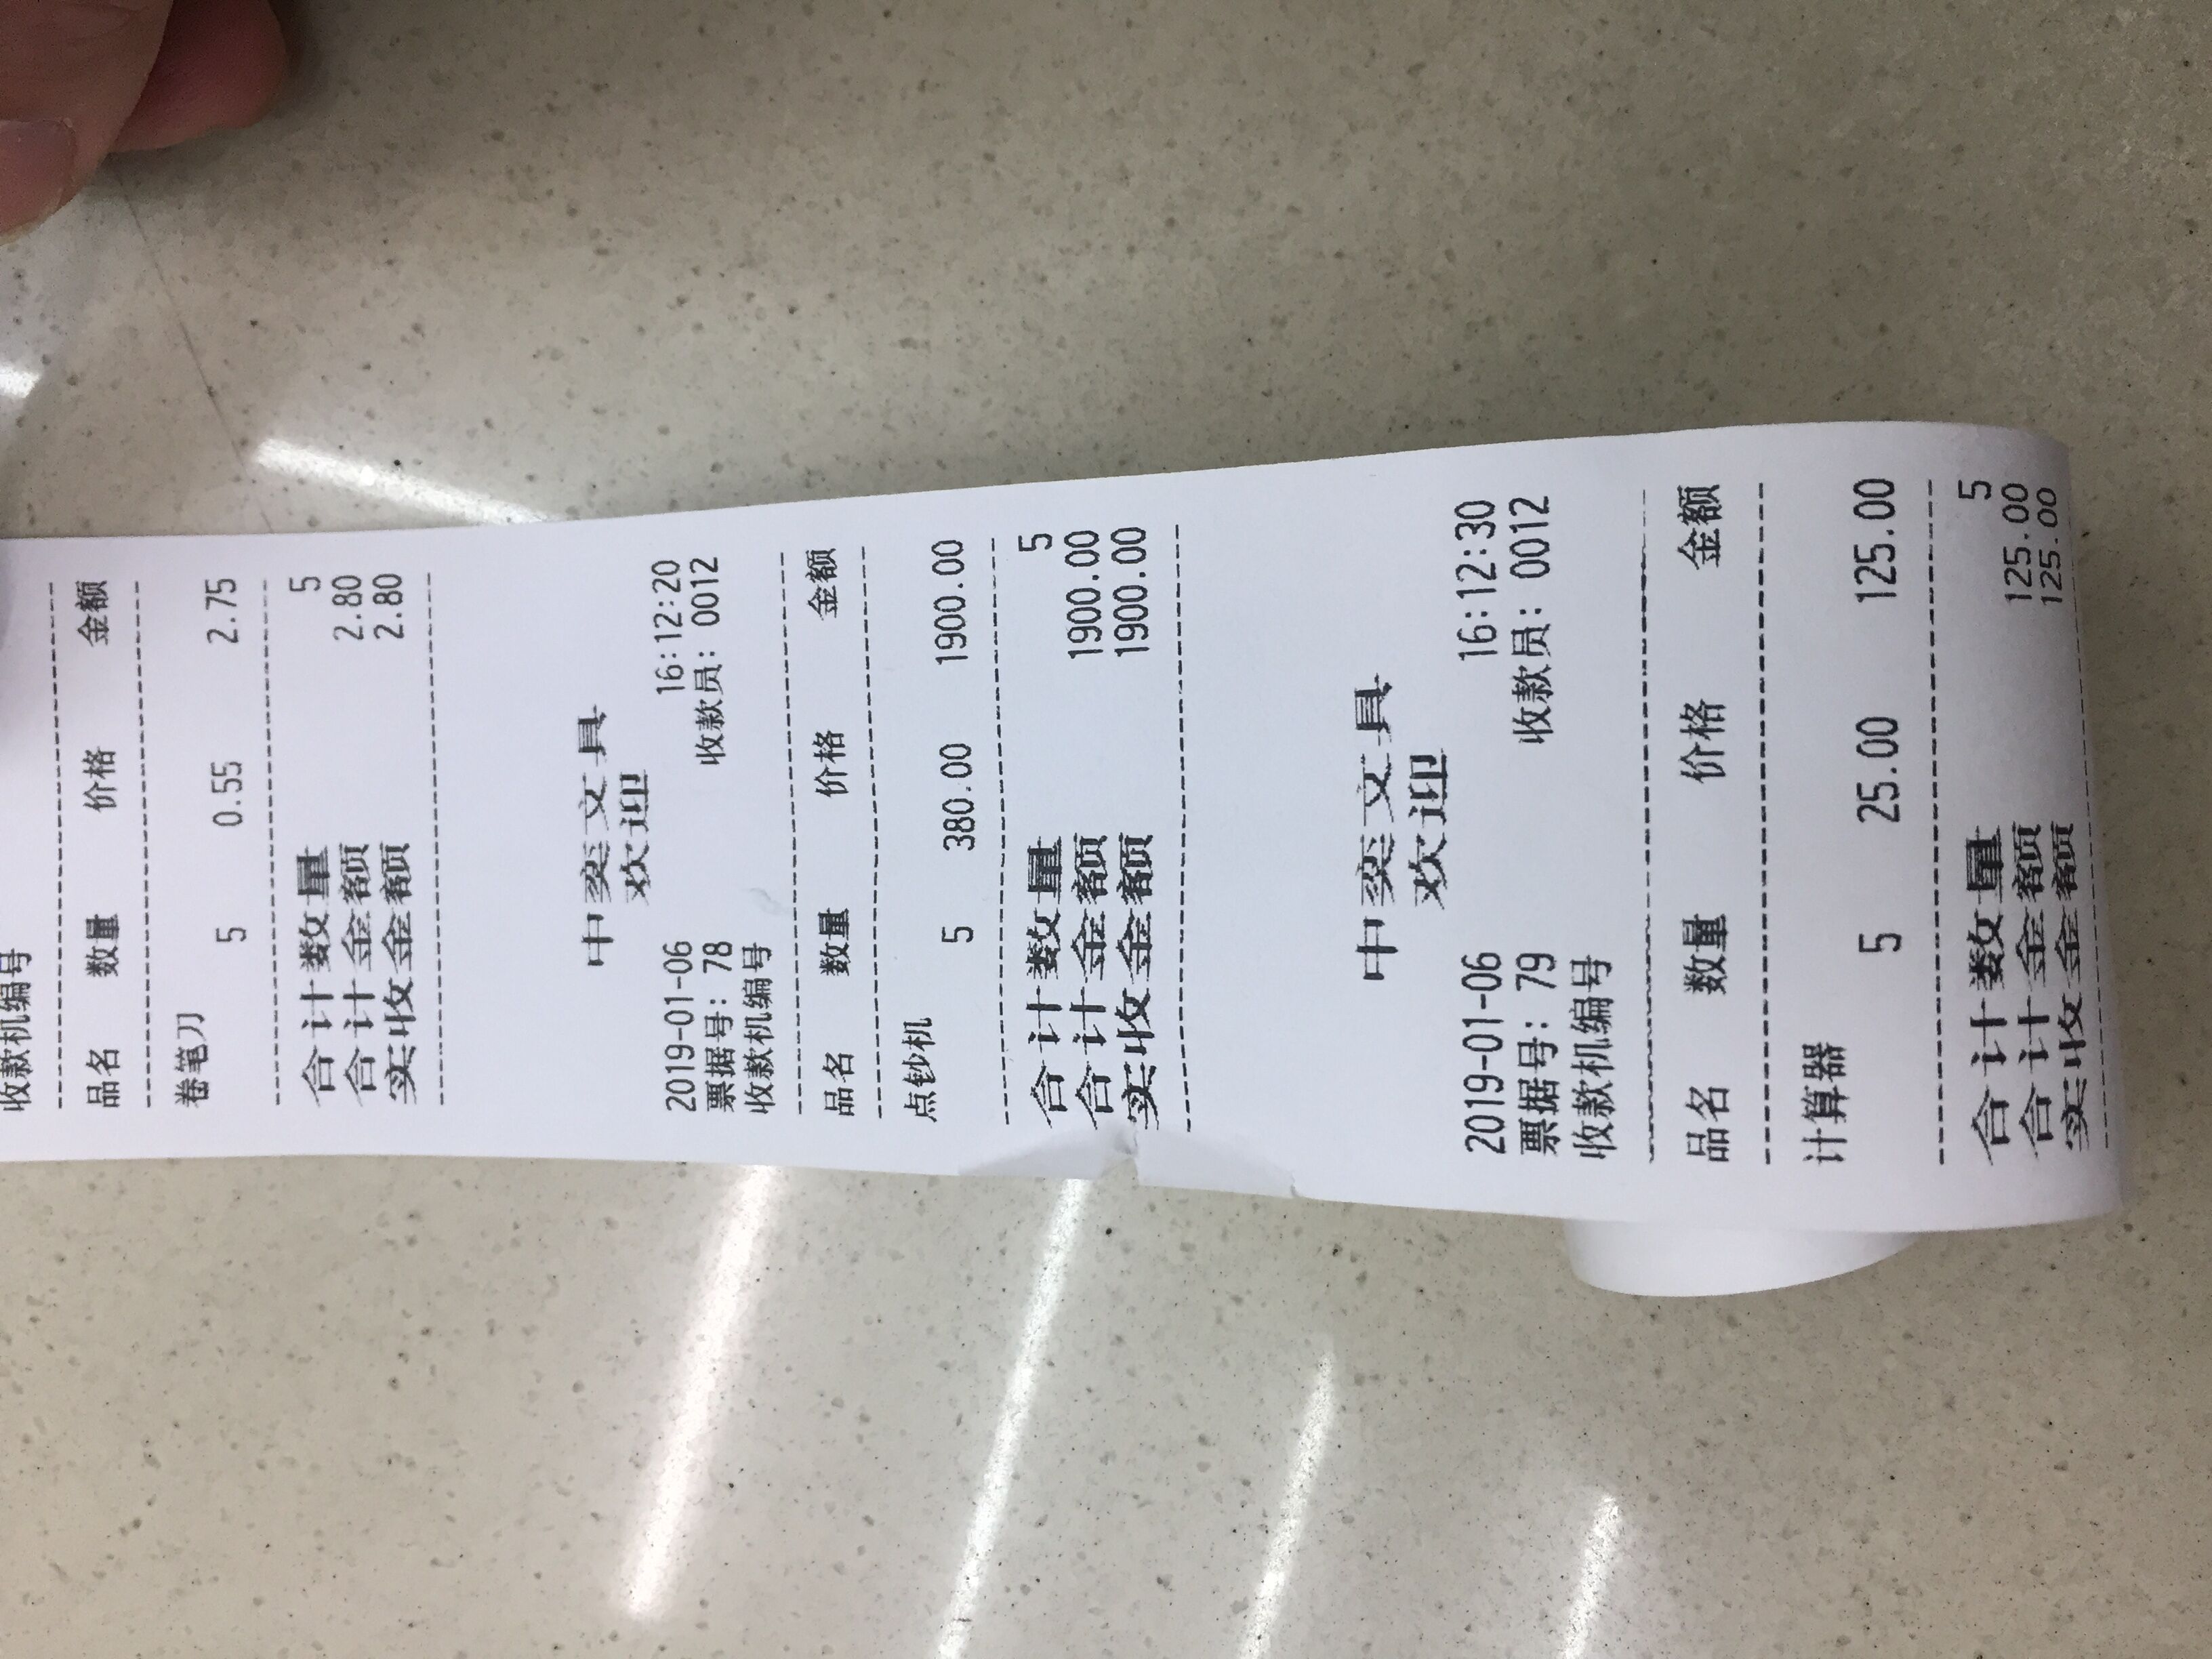 收款机编号
品名 数量 价格 金额
卷笔刀
5 0.55 2.75
合计数量 5
合计金额 2.80
实收金额 2.80
中奕文具
欢迎
2019-01-06 16:12:20
票据号: 78 收款员: 0012
收款机编号
品名 数量 价格 金额
点钞机
5 380.00 1900.00
合计数量 5
合计金额 1900.00
实收金额 1900.00
中奕文具
欢迎
2019-01-06 16:12:30
票据号: 79 收款员: 0012
收款机编号
品名 数量 价格 金额
计算器
5 25.00 125.00
合计数量 5
合计金额 125.00
实收金额 125.00